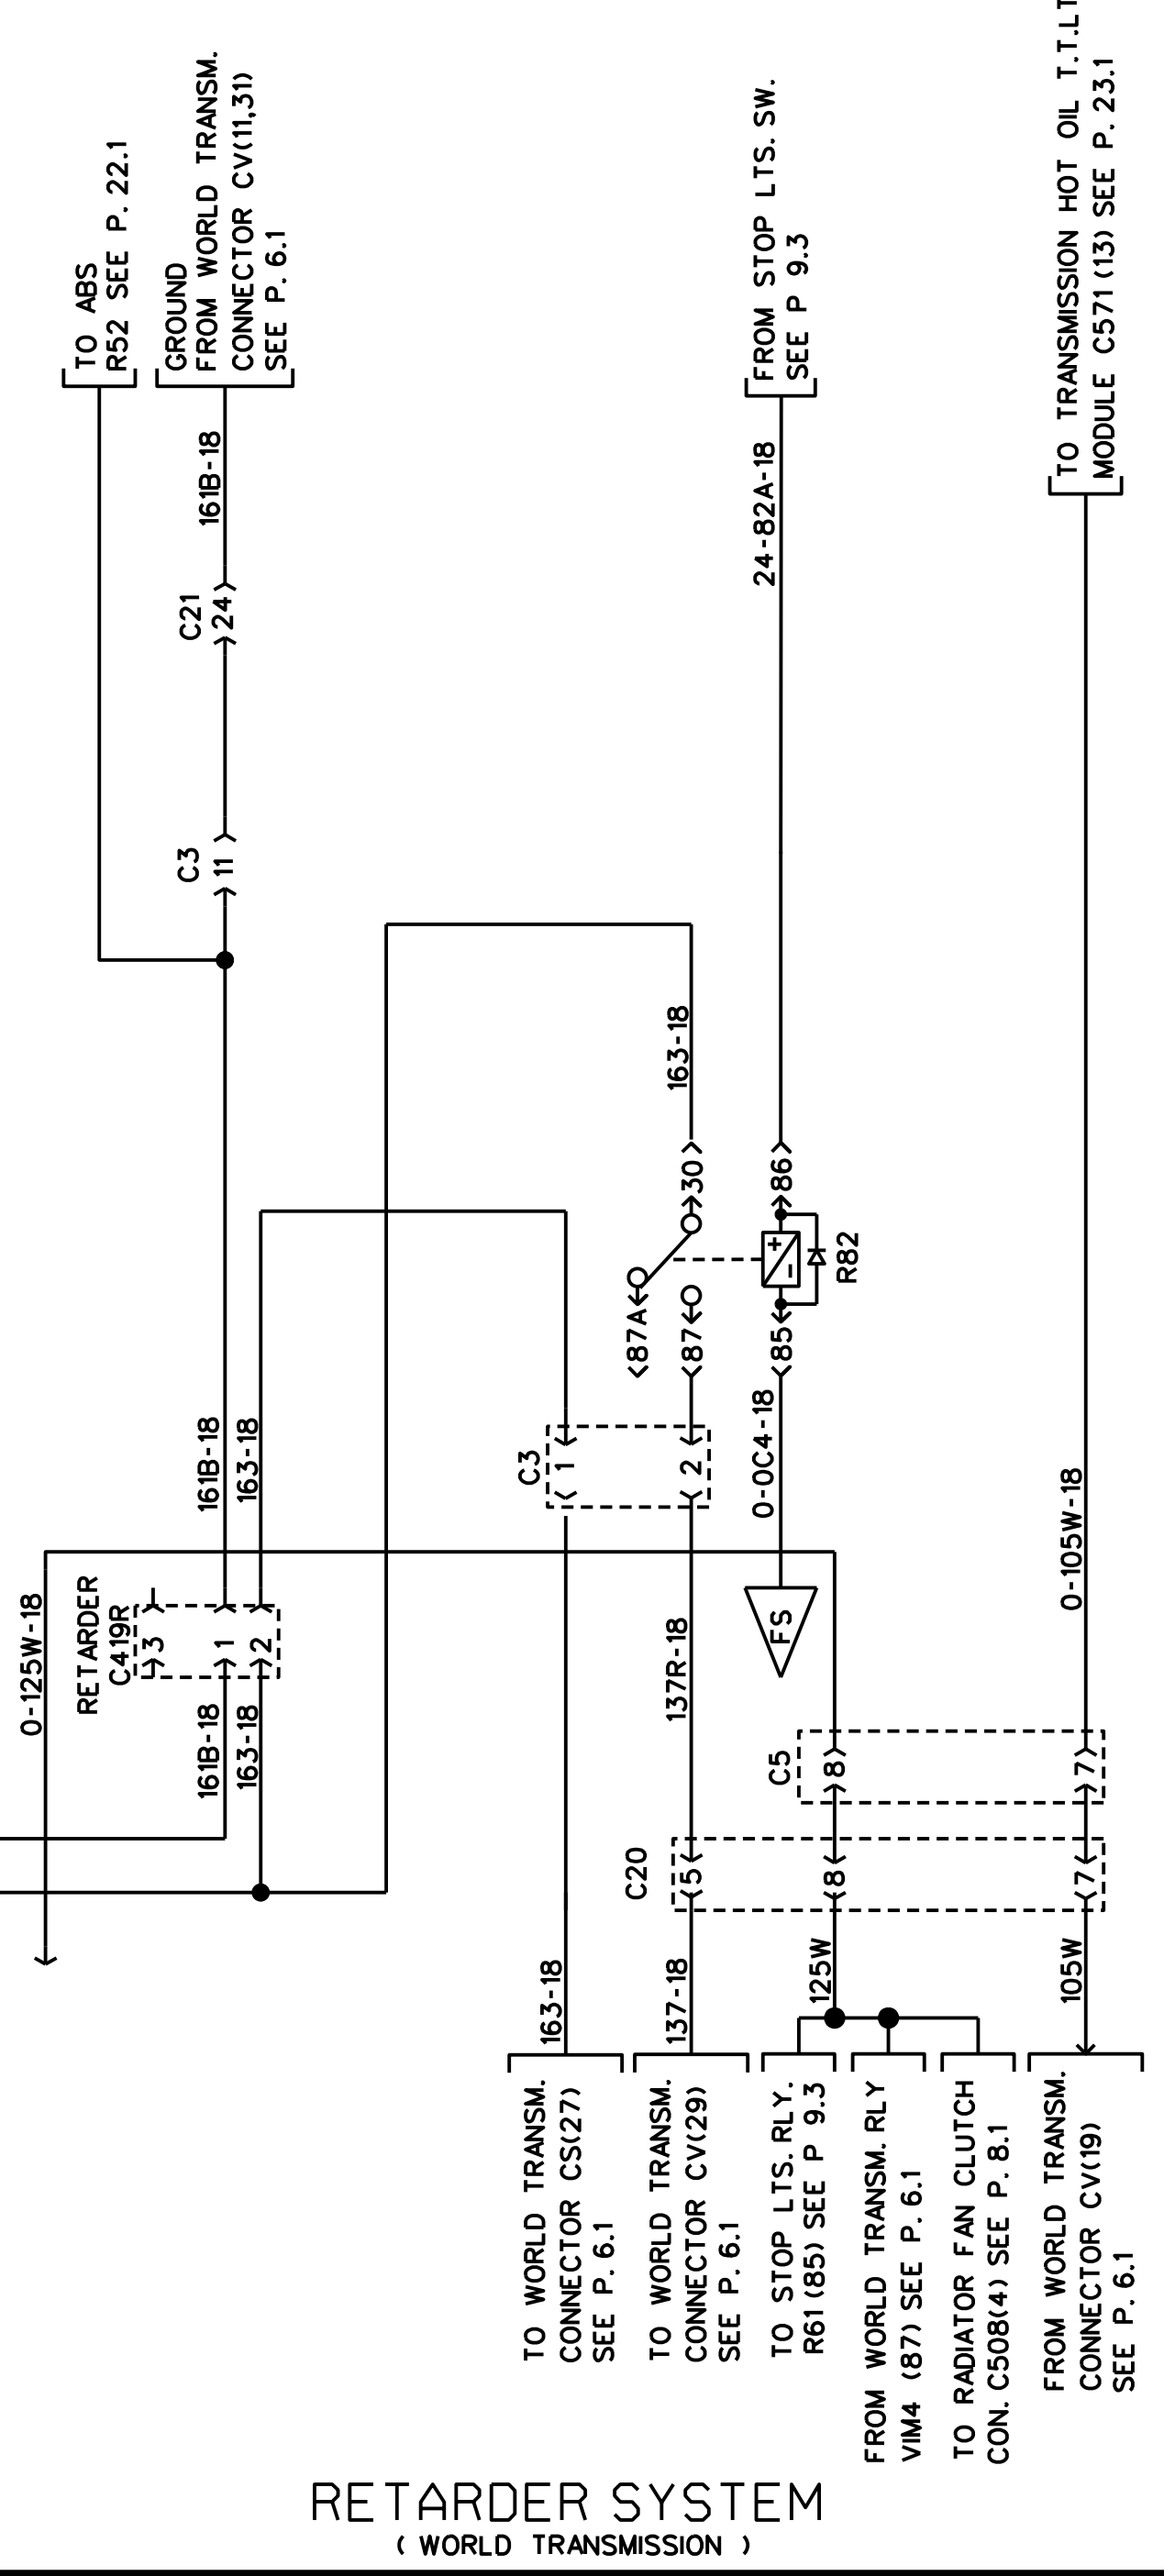 TO ABS
R52 SEE P. 22.1
GROUND
FROM WORLD TRANSM.
CONNECTOR CV(11,31)
SEE P. 6.1
161B-18
C21
24
C3
11
FROM STOP LTS. SW.
SEE P 9.3
24-82A-18
TO TRANSMISSION HOT OIL T.T.LT
MODULE C571(13) SEE P. 23.1
163-18
30
86
87A
87
85
R82
161B-18
163-18
C3
1
2
0-0C4-18
0-105W-18
0-125W-18
RETARDER
C419R
3
1
2
FS
161B-18
163-18
137R-18
C5
8
7
C20
5
8
7
163-18
137-18
125W
105W
TO WORLD TRANSM.
CONNECTOR CS(27)
SEE P. 6.1
TO WORLD TRANSM.
CONNECTOR CV(29)
SEE P. 6.1
TO STOP LTS. RLY.
R61(85) SEE P 9.3
FROM WORLD TRANSM. RLY
VIM4 (87) SEE P. 6.1
TO RADIATOR FAN CLUTCH
CON. C508(4) SEE P. 8.1
FROM WORLD TRANSM.
CONNECTOR CV(19)
SEE P. 6.1
RETARDER SYSTEM
( WORLD TRANSMISSION )